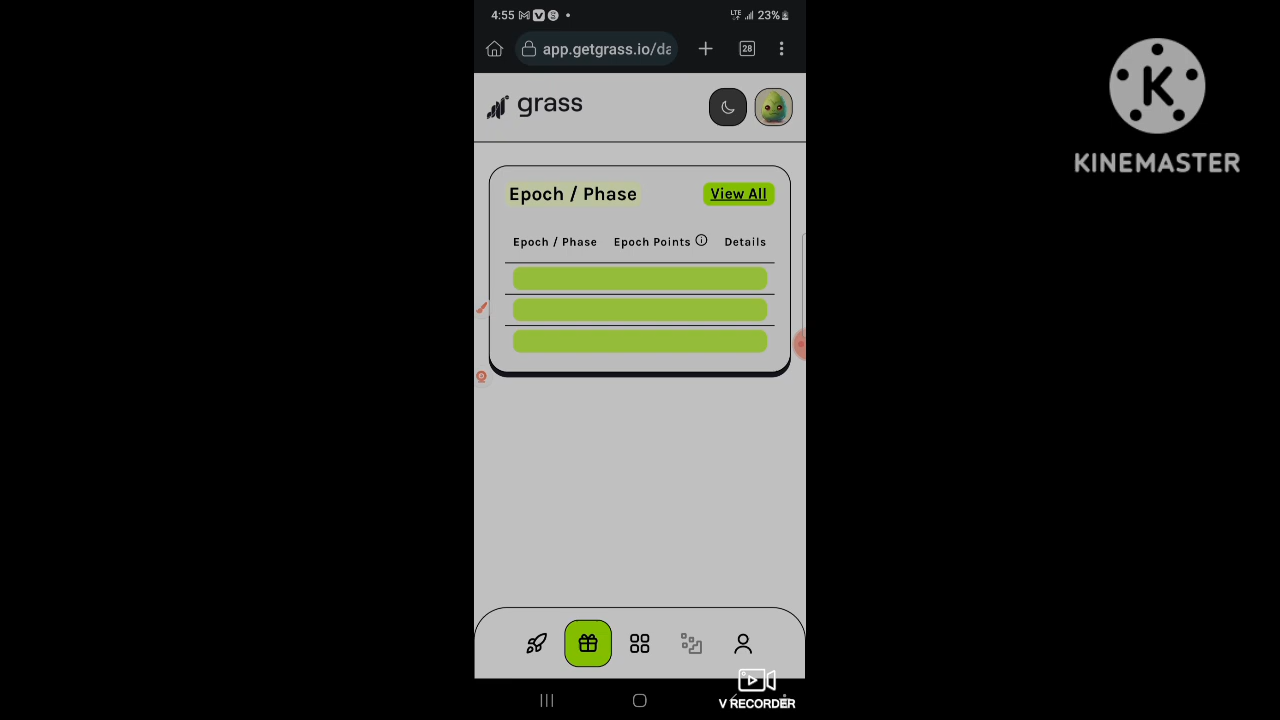 4:55
LTE
23%
app.getgrass.io/da
28
grass
Epoch / Phase
View All
Epoch / Phase
Epoch Points
Details
K
KINEMASTER
V RECORDER